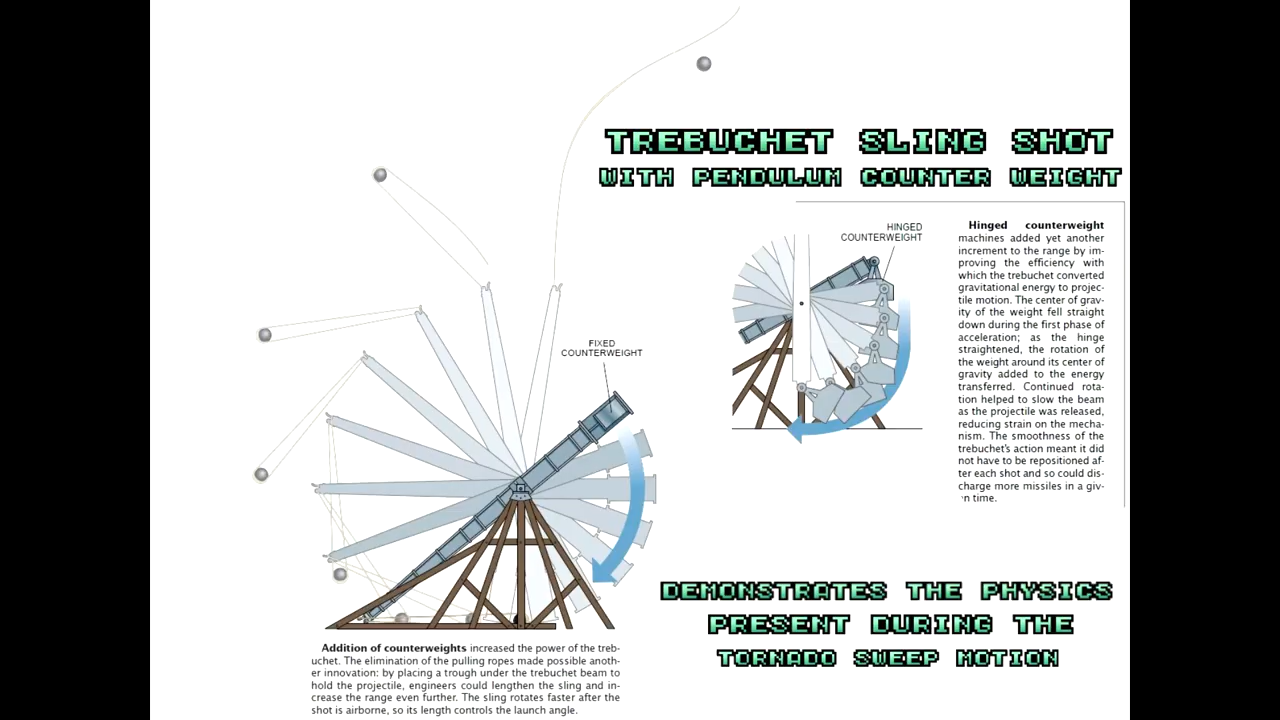 TREBUCHET SLING SHOT
WITH PENDULUM COUNTER WEIGHT
HINGED
COUNTERWEIGHT
Hinged counterweight
machines added yet another
increment to the range by im-
proving the efficiency with
which the trebuchet converted
gravitational energy to projec-
tile motion. The center of grav-
ity of the weight fell straight
down during the first phase of
acceleration; as the hinge
straightened, the rotation of
the weight around its center of
gravity added to the energy
transferred. Continued rota-
tion helped to slow the beam
as the projectile was released,
reducing strain on the mecha-
nism. The smoothness of the
trebuchet's action meant it did
not have to be repositioned af-
ter each shot and so could dis-
charge more missiles in a giv-
en time.
FIXED
COUNTERWEIGHT
DEMONSTRATES THE PHYSICS
PRESENT DURING THE
TORNADO SWEEP MOTION
Addition of counterweights increased the power of the treb-
uchet. The elimination of the pulling ropes made possible anoth-
er innovation: by placing a trough under the trebuchet beam to
hold the projectile, engineers could lengthen the sling and in-
crease the range even further. The sling rotates faster after the
shot is airborne, so its length controls the launch angle.